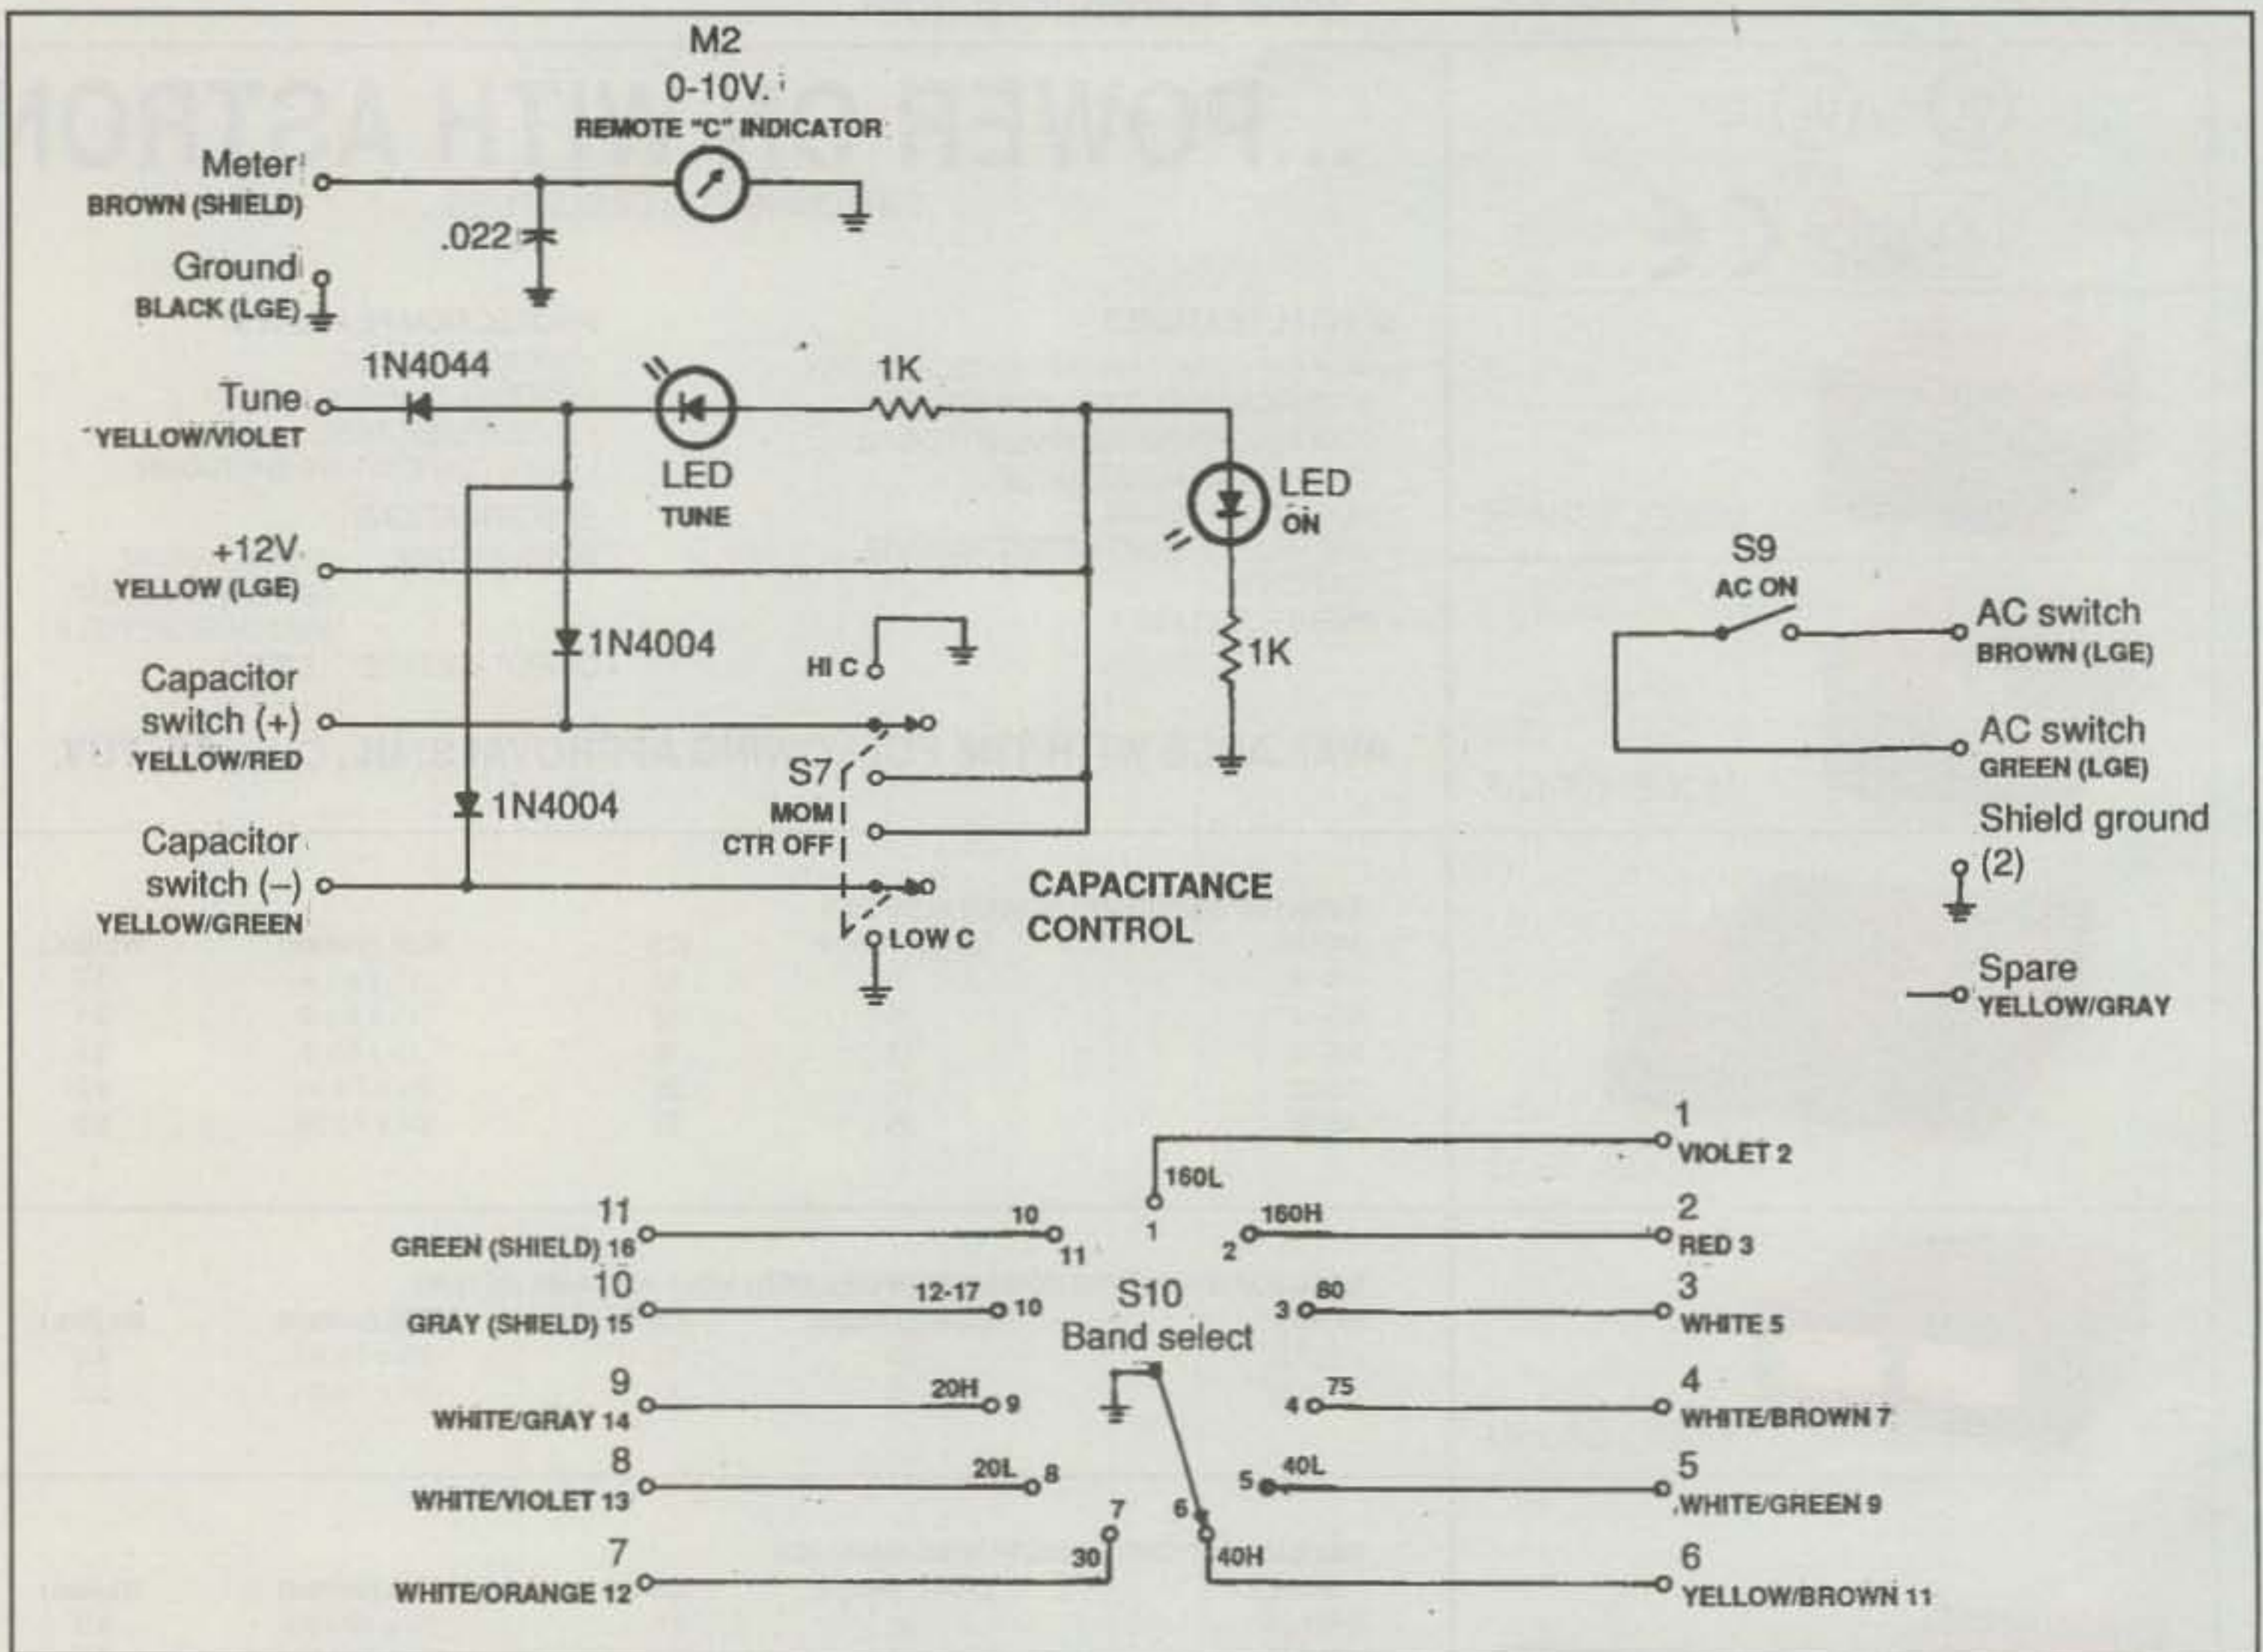 M2
0-10V.
REMOTE "C" INDICATOR
Meter
BROWN (SHIELD)
.022
Ground
BLACK (LGE)
1N4044
1K
Tune
YELLOW/VIOLET
LED
TUNE
LED
ON
+12V
YELLOW (LGE)
S9
AC ON
AC switch
BROWN (LGE)
1N4004
HI C
1K
Capacitor
switch (+)
YELLOW/RED
AC switch
GREEN (LGE)
S7
MOM
CTR OFF
1N4004
Shield ground
(2)
Capacitor
switch (–)
YELLOW/GREEN
LOW C
CAPACITANCE
CONTROL
Spare
YELLOW/GRAY
1
VIOLET 2
160L
1
11
GREEN (SHIELD) 16
10
11
160H
2
2
RED 3
10
GRAY (SHIELD) 15
12-17
10
S10
Band select
3
80
3
WHITE 5
9
WHITE/GRAY 14
20H
9
4
75
4
WHITE/BROWN 7
8
WHITE/VIOLET 13
20L
8
5
40L
5
WHITE/GREEN 9
7
6
7
WHITE/ORANGE 12
30
40H
6
YELLOW/BROWN 11